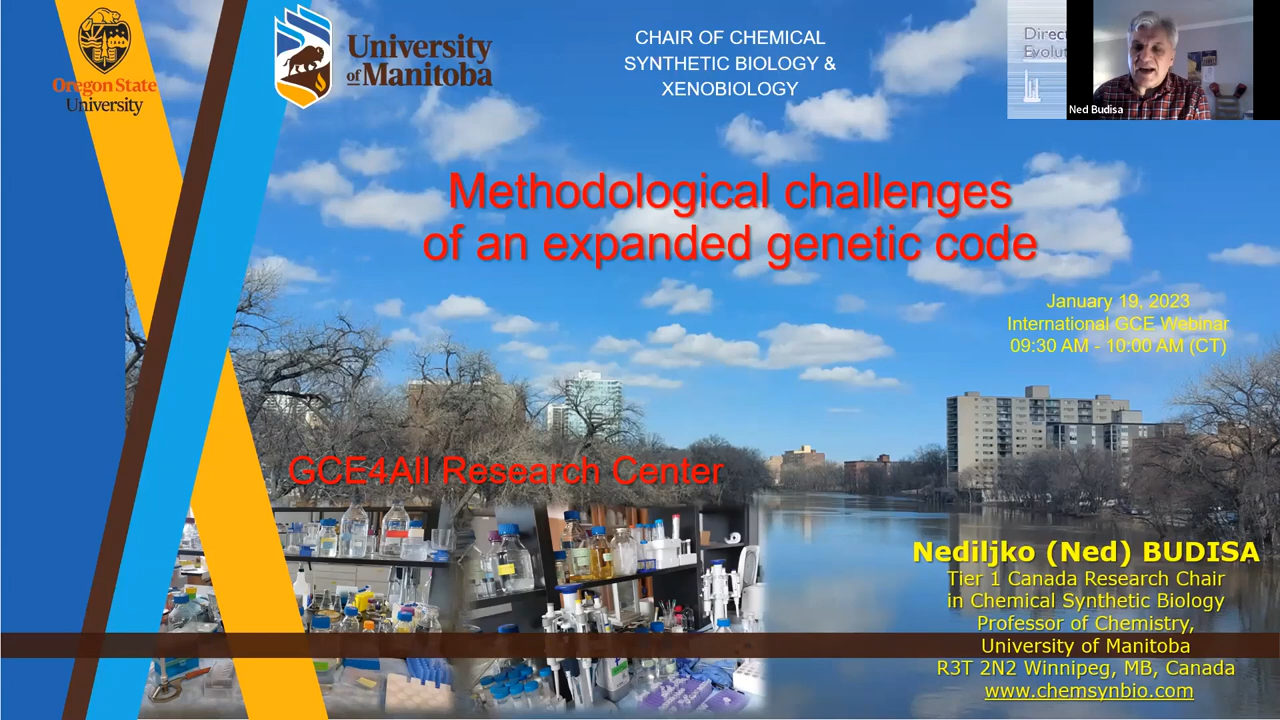 Oregon State
University
University
of Manitoba
CHAIR OF CHEMICAL
SYNTHETIC BIOLOGY &
XENOBIOLOGY
Ned Budisa
Methodological challenges
of an expanded genetic code
January 19, 2023
International GCE Webinar
09:30 AM - 10:00 AM (CT)
GCE4All Research Center
Nediljko (Ned) BUDISA
Tier 1 Canada Research Chair
in Chemical Synthetic Biology
Professor of Chemistry,
University of Manitoba
R3T 2N2 Winnipeg, MB, Canada
www.chemsynbio.com